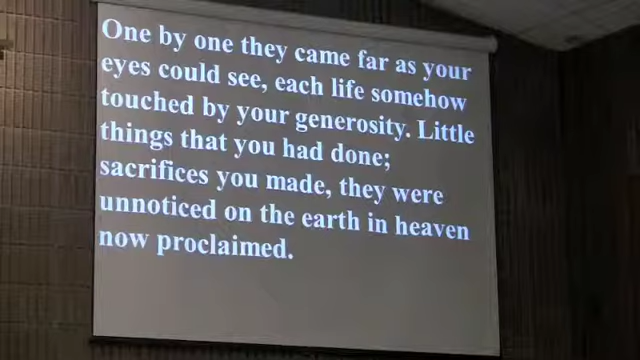 One by one they came far as your
eyes could see, each life somehow
touched by your generosity. Little
things that you had done;
sacrifices you made, they were
unnoticed on the earth in heaven
now proclaimed.